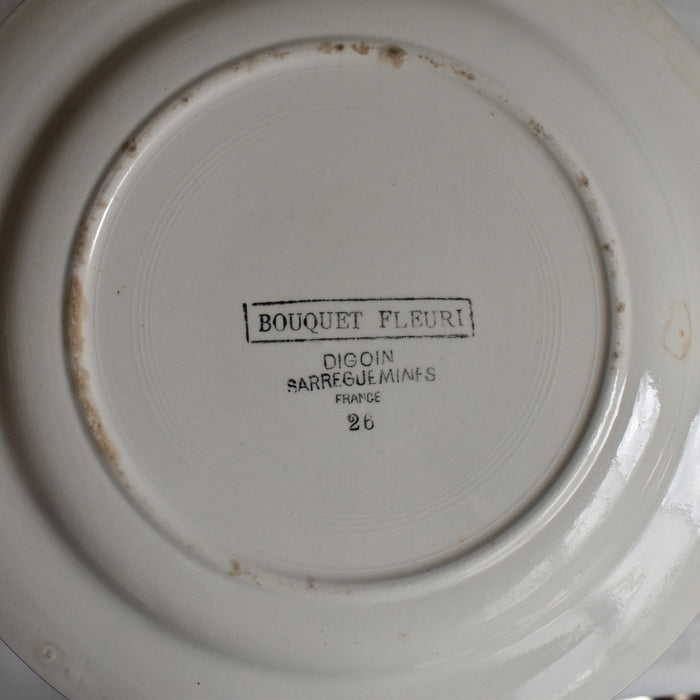 BOUQUET FLEURI
DIGOIN
SARREGUEMINES
FRANCE
26